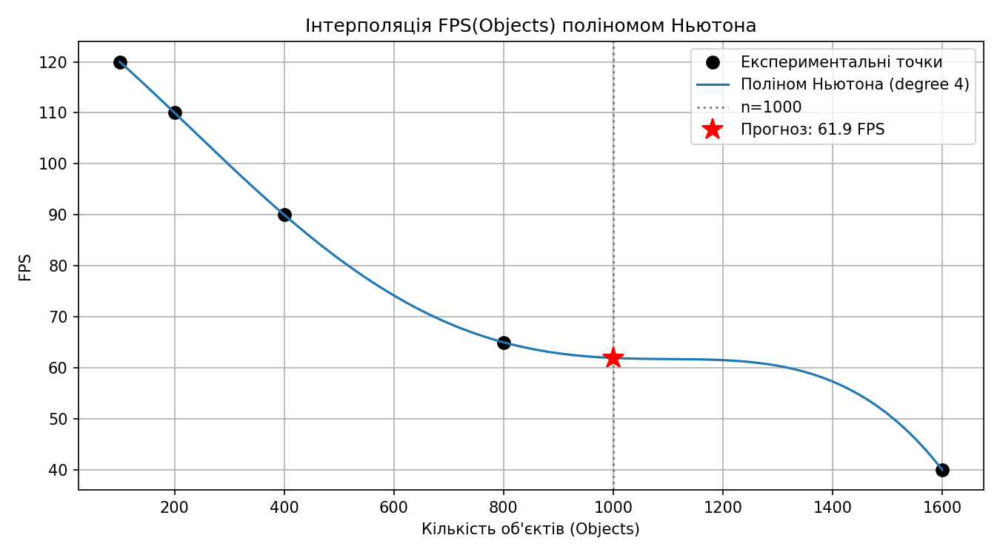 Інтерполяція FPS(Objects) поліномом Ньютона
Експериментальні точки
Поліном Ньютона (degree 4)
n=1000
Прогноз: 61.9 FPS
FPS
120
110
100
90
80
70
60
50
40
200 400 600 800 1000 1200 1400 1600
Кількість об'єктів (Objects)